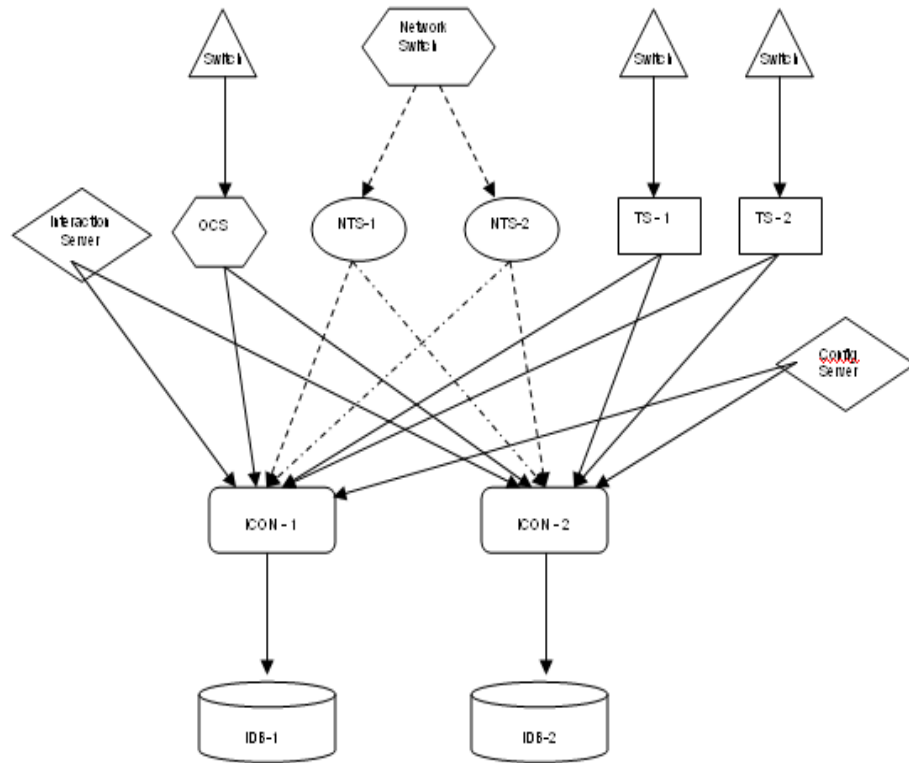 Network
Switch
Switch
Switch
Switch
Interaction
Server
OCS
NTS-1
NTS-2
TS - 1
TS - 2
Config
Server
ICON - 1
ICON - 2
IDB-1
IDB-2